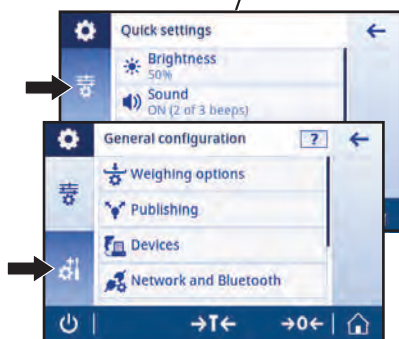 Quick settings
Brightness
50%
Sound
ON (2 of 3 beeps)
General configuration ?
Weighing options
Publishing
Devices
Network and Bluetooth
→T← →0←